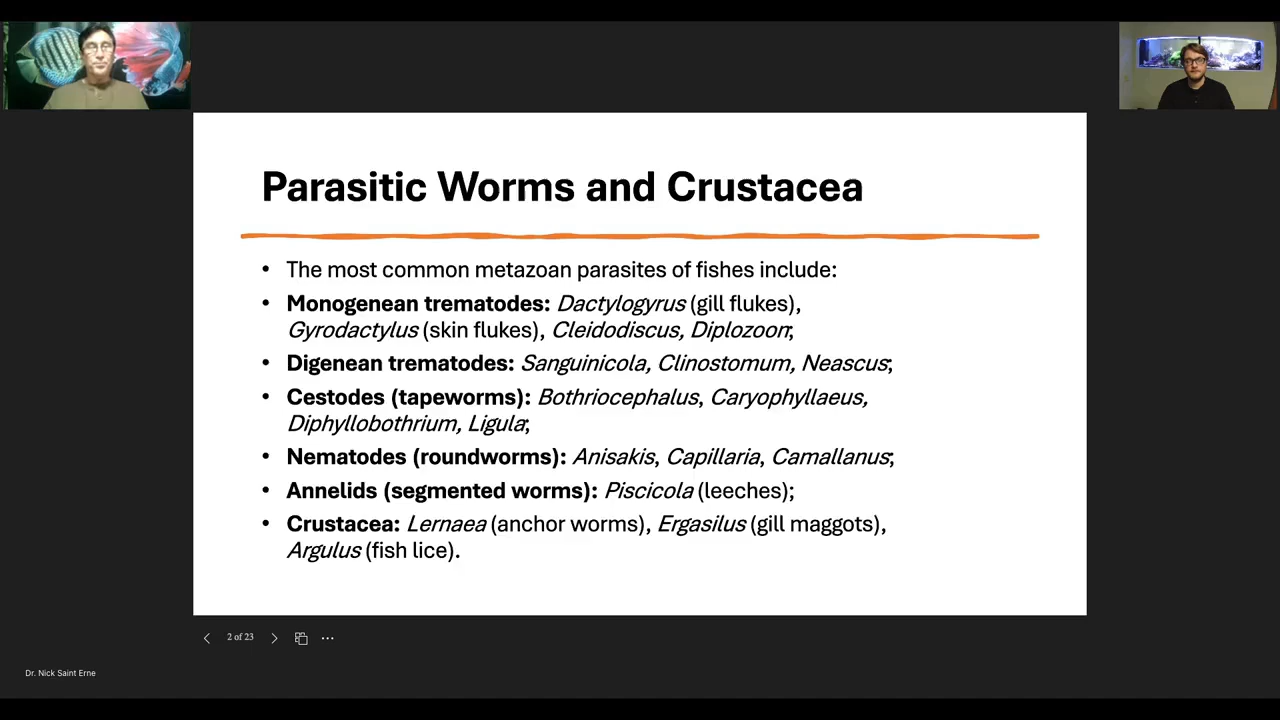 Parasitic Worms and Crustacea
• The most common metazoan parasites of fishes include:
• Monogenean trematodes: Dactylogyrus (gill flukes),
Gyrodactylus (skin flukes), Cleidodiscus, Diplozoon;
• Digenean trematodes: Sanguinicola, Clinostomum, Neascus;
• Cestodes (tapeworms): Bothriocephalus, Caryophyllaeus,
Diphyllobothrium, Ligula;
• Nematodes (roundworms): Anisakis, Capillaria, Camallanus;
• Annelids (segmented worms): Piscicola (leeches);
• Crustacea: Lernaea (anchor worms), Ergasilus (gill maggots),
Argulus (fish lice).
2 of 23
Dr. Nick Saint Erne